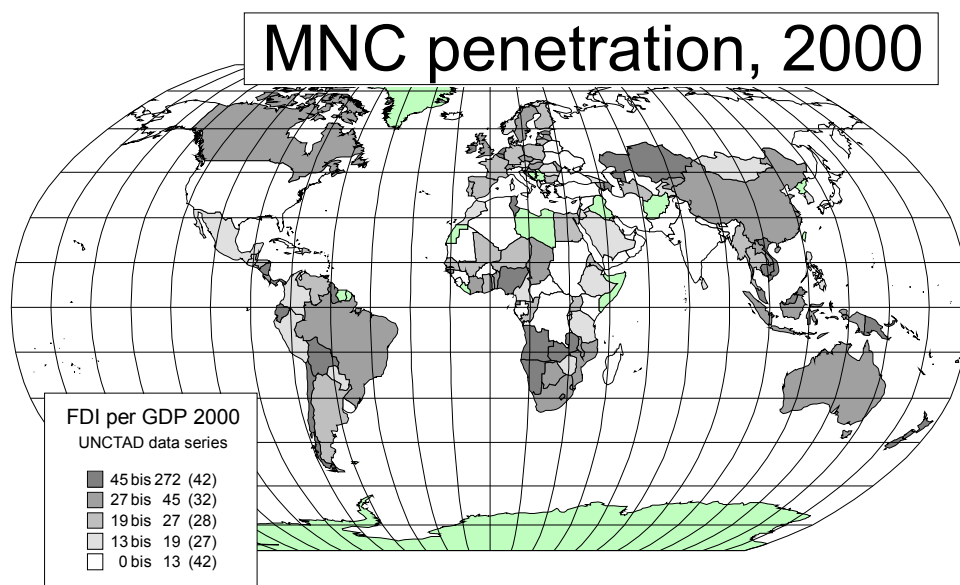 MNC penetration, 2000
FDI per GDP 2000
UNCTAD data series
45 bis 272 (42)
27 bis 45 (32)
19 bis 27 (28)
13 bis 19 (27)
0 bis 13 (42)